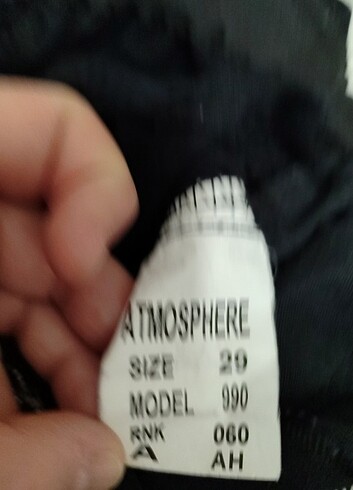 ATMOSPHERE
SIZE 29
MODEL 990
RNK 060
A AH